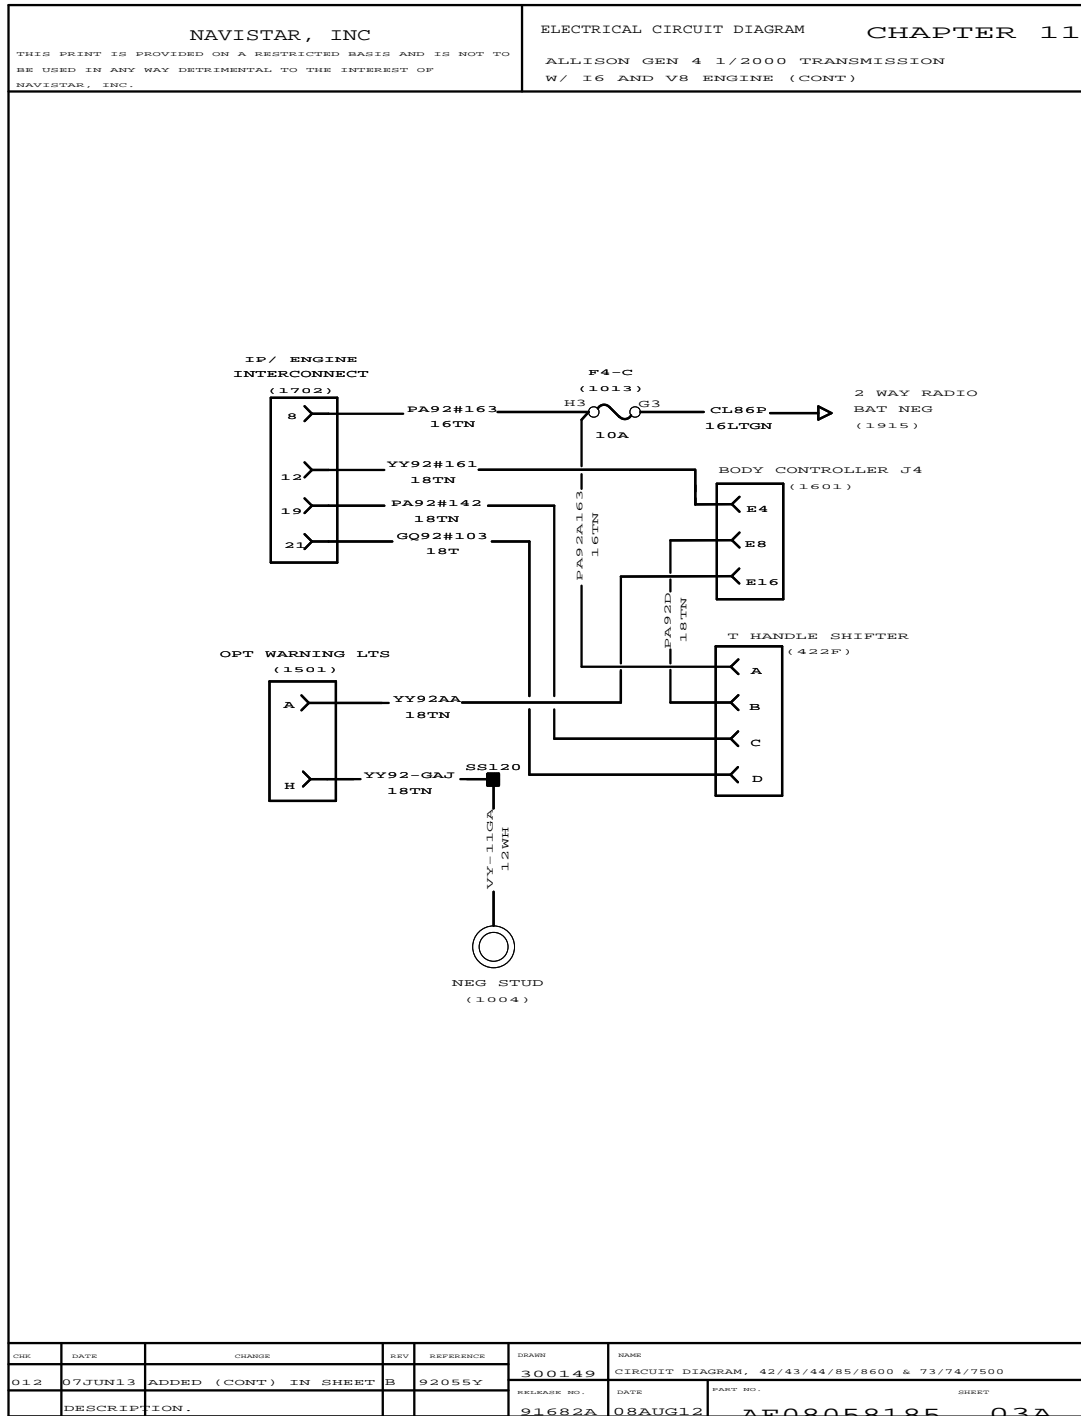 NAVISTAR, INC
THIS PRINT IS PROVIDED ON A RESTRICTED BASIS AND IS NOT TO
BE USED IN ANY WAY DETRIMENTAL TO THE INTEREST OF
NAVISTAR, INC.
ELECTRICAL CIRCUIT DIAGRAM CHAPTER 11
ALLISON GEN 4 1/2000 TRANSMISSION
W/ I6 AND V8 ENGINE (CONT)
IP/ ENGINE
INTERCONNECT
(1702)
8
12
19
21
PA92#163
16TN
YY92#161
18TN
PA92#142
18TN
GQ92#103
18T
F4-C
(1013)
H3
G3
10A
CL86P
16LTGN
2 WAY RADIO
BAT NEG
(1915)
PA92A163
16TN
BODY CONTROLLER J4
(1601)
E4
E8
E16
PA92D
18TN
T HANDLE SHIFTER
(422F)
A
B
C
D
OPT WARNING LTS
(1501)
A
H
YY92AA
18TN
YY92-GAJ
18TN
SS120
VY-11GA
12WH
NEG STUD
(1004)
CHK DATE CHANGE REV REFERENCE
012 07JUN13 ADDED (CONT) IN SHEET B 92055Y
DESCRIPTION.
DRAWN
300149
NAME
CIRCUIT DIAGRAM, 42/43/44/85/8600 & 73/74/7500
RELEASE NO.
91682A
DATE
08AUG12
PART NO.
AF08058185
SHEET
03A